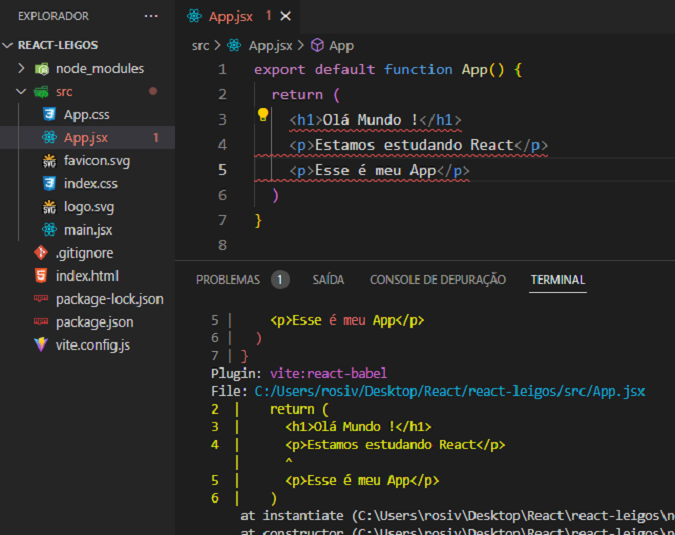 EXPLORADOR ...
REACT-LEIGOS
node_modules
src
App.css
App.jsx 1
favicon.svg
index.css
logo.svg
main.jsx
.gitignore
index.html
package-lock.json
package.json
vite.config.js
App.jsx 1
src > App.jsx > App
1 export default function App() {
2 return (
3 <h1>Olá Mundo !</h1>
4 <p>Estamos estudando React</p>
5 <p>Esse é meu App</p>
6 )
7 }
8
PROBLEMAS 1 SAÍDA CONSOLE DE DEPURAÇÃO TERMINAL
5 | <p>Esse é meu App</p>
6 | )
7 | }
Plugin: vite:react-babel
File: C:/Users/rosiv/Desktop/React/react-leigos/src/App.jsx
2 | return (
3 | <h1>Olá Mundo !</h1>
4 | <p>Estamos estudando React</p>
| ^
5 | <p>Esse é meu App</p>
6 | )
at instantiate (C:\Users\rosiv\Desktop\React\react-leigos\n
at constructor (C:\Users\rosiv\Desktop\React\react-leigos\n